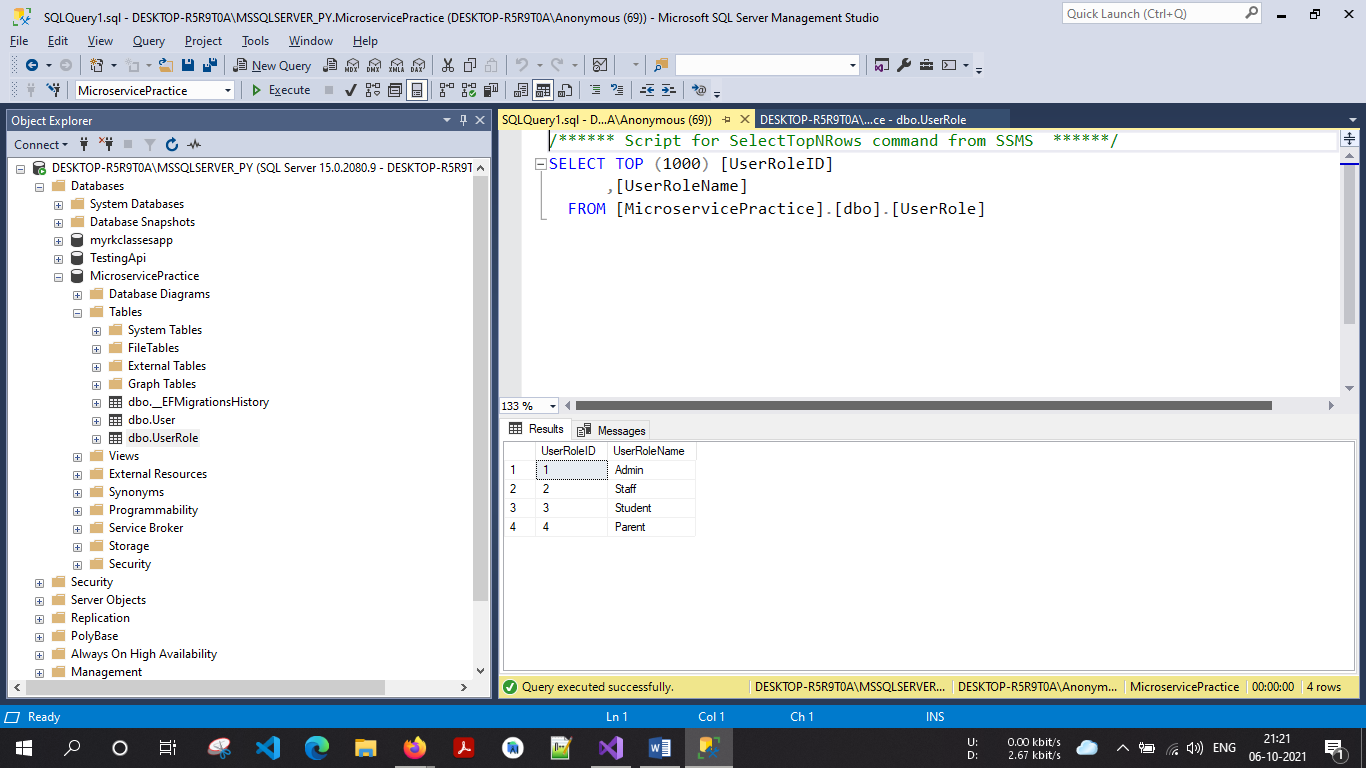 SQLQuery1.sql - DESKTOP-R5R9T0A\MSSQLSERVER_PY.MicroservicePractice (DESKTOP-R5R9T0A\Anonymous (69)) - Microsoft SQL Server Management Studio
Quick Launch (Ctrl+Q)
File Edit View Query Project Tools Window Help
New Query MDX DMX XMLA DAX
MicroservicePractice Execute
Object Explorer
Connect
DESKTOP-R5R9T0A\MSSQLSERVER_PY (SQL Server 15.0.2080.9 - DESKTOP-R5R9T
Databases
System Databases
Database Snapshots
myrkclassesapp
TestingApi
MicroservicePractice
Database Diagrams
Tables
System Tables
FileTables
External Tables
Graph Tables
dbo.__EFMigrationsHistory
dbo.User
dbo.UserRole
Views
External Resources
Synonyms
Programmability
Service Broker
Storage
Security
Security
Server Objects
Replication
PolyBase
Always On High Availability
Management
SQLQuery1.sql - D...A\Anonymous (69)) DESKTOP-R5R9T0A\...ce - dbo.UserRole
/****** Script for SelectTopNRows command from SSMS ******/
SELECT TOP (1000) [UserRoleID]
,[UserRoleName]
FROM [MicroservicePractice].[dbo].[UserRole]
133 %
Results Messages
UserRoleID UserRoleName
1 1 Admin
2 2 Staff
3 3 Student
4 4 Parent
Query executed successfully. DESKTOP-R5R9T0A\MSSQLSERVER... DESKTOP-R5R9T0A\Anonym... MicroservicePractice 00:00:00 4 rows
Ready Ln 1 Col 1 Ch 1 INS
U: 0.00 kbit/s
D: 2.67 kbit/s
ENG
21:21
06-10-2021
1